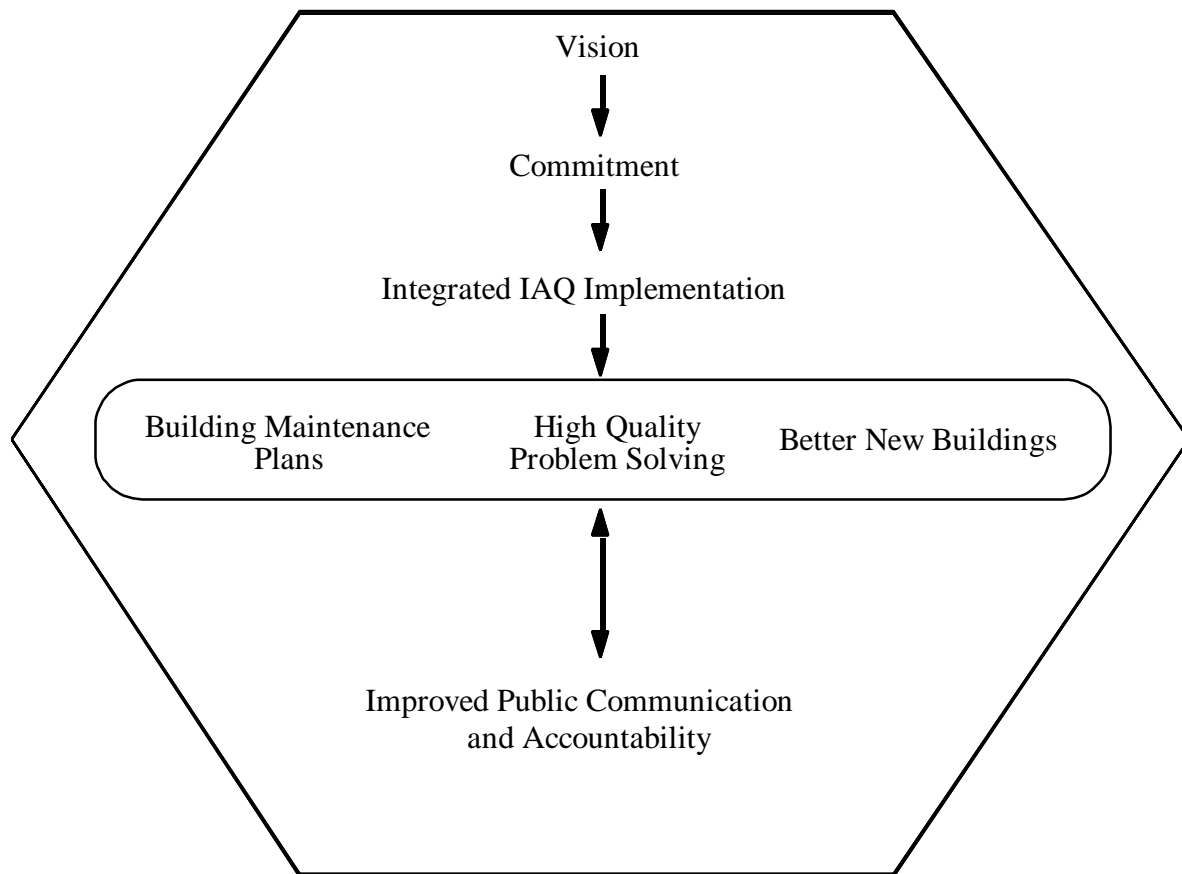 Vision
Commitment
Integrated IAQ Implementation
Building Maintenance
Plans
High Quality
Problem Solving
Better New Buildings
Improved Public Communication
and Accountability